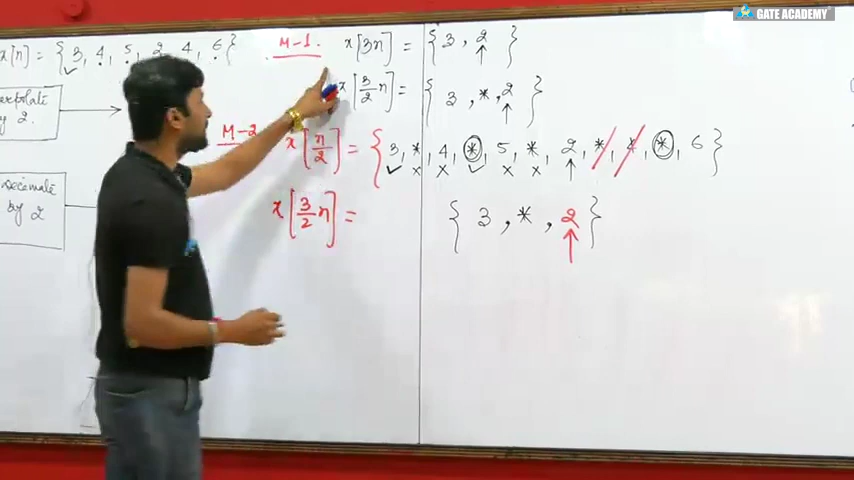 GATE ACADEMY
x[n] = {3, 4, 5, 2, 4, 6}
M-1. x[3n] = {3, 2}
↑
x[3/2 n] = {3, *, 2}
↑
by 2.
M-2 x[n/2] = {3, *, 4, *, 5, *, 2, *, 4, *, 6}
↑
Decimate
by 2
x[3/2 n] = {3, *, 2}
↑